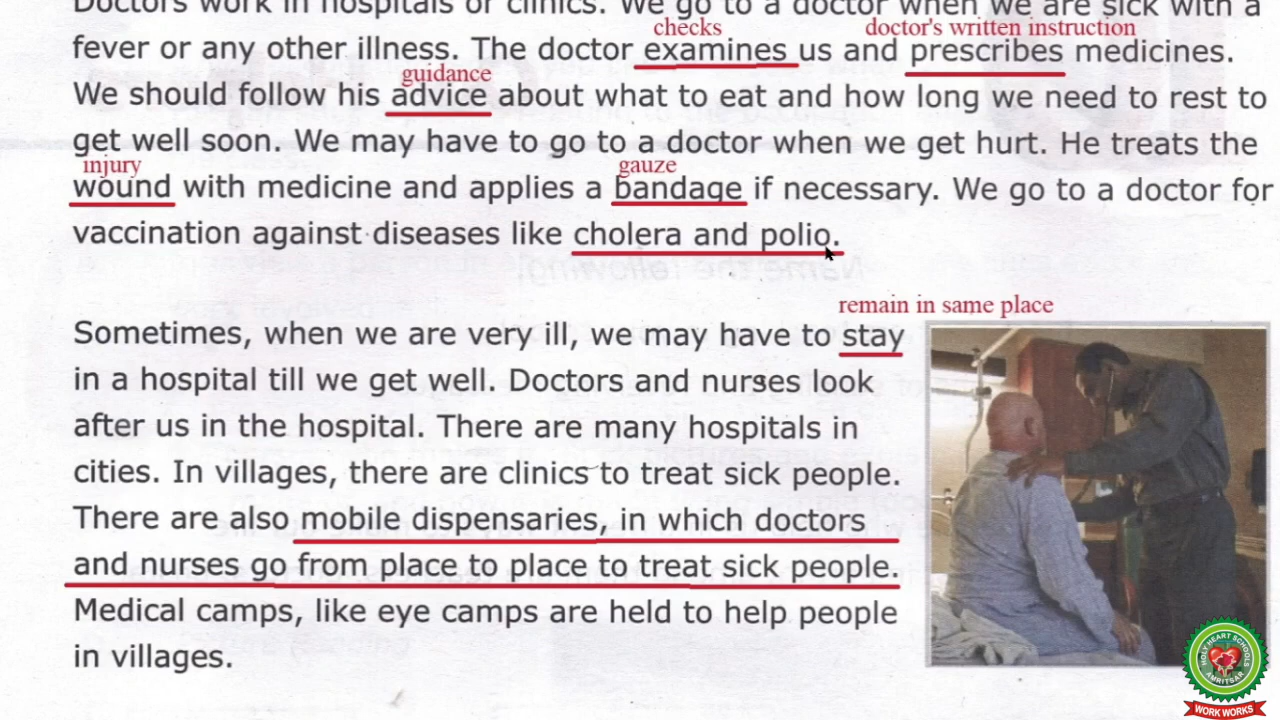 Doctors work in hospitals or clinics. We go to a doctor when we are sick with a
checks doctor's written instruction
fever or any other illness. The doctor examines us and prescribes medicines.
guidance
We should follow his advice about what to eat and how long we need to rest to
get well soon. We may have to go to a doctor when we get hurt. He treats the
injury gauze
wound with medicine and applies a bandage if necessary. We go to a doctor for
vaccination against diseases like cholera and polio.
remain in same place
Sometimes, when we are very ill, we may have to stay
in a hospital till we get well. Doctors and nurses look
after us in the hospital. There are many hospitals in
cities. In villages, there are clinics to treat sick people.
There are also mobile dispensaries, in which doctors
and nurses go from place to place to treat sick people.
Medical camps, like eye camps are held to help people
in villages.
HOLY HEART SCHOOLS
AMRITSAR
WORK WORKS